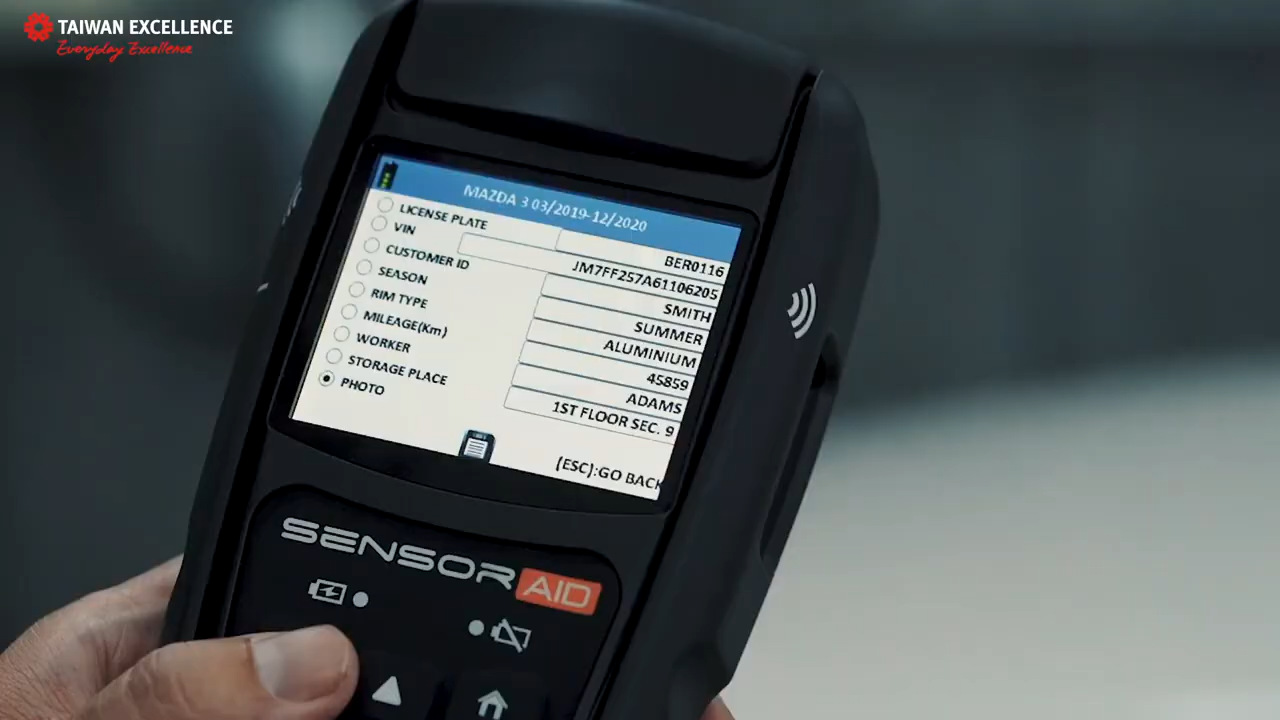 TAIWAN EXCELLENCE
Everyday Excellence
MAZDA 3 03/2019-12/2020
LICENSE PLATE BER0116
VIN JM7FF257A61106205
CUSTOMER ID SMITH
SEASON SUMMER
RIM TYPE ALUMINIUM
MILEAGE(Km) 45859
WORKER ADAMS
STORAGE PLACE 1ST FLOOR SEC. 9
PHOTO
(ESC):GO BACK
SENSOR AID